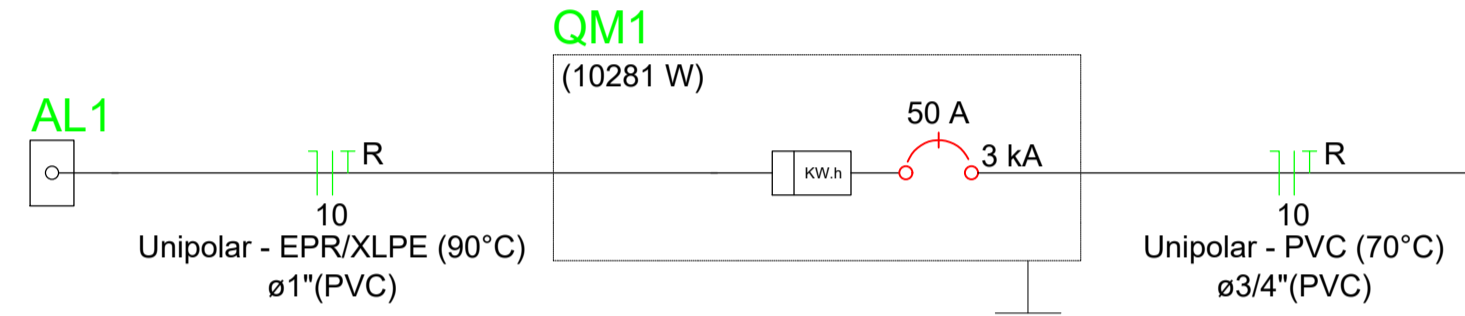 QM1
(10281 W)
AL1
50 A
R
KW.h
3 kA
R
10
Unipolar - EPR/XLPE (90°C)
ø1"(PVC)
10
Unipolar - PVC (70°C)
ø3/4"(PVC)